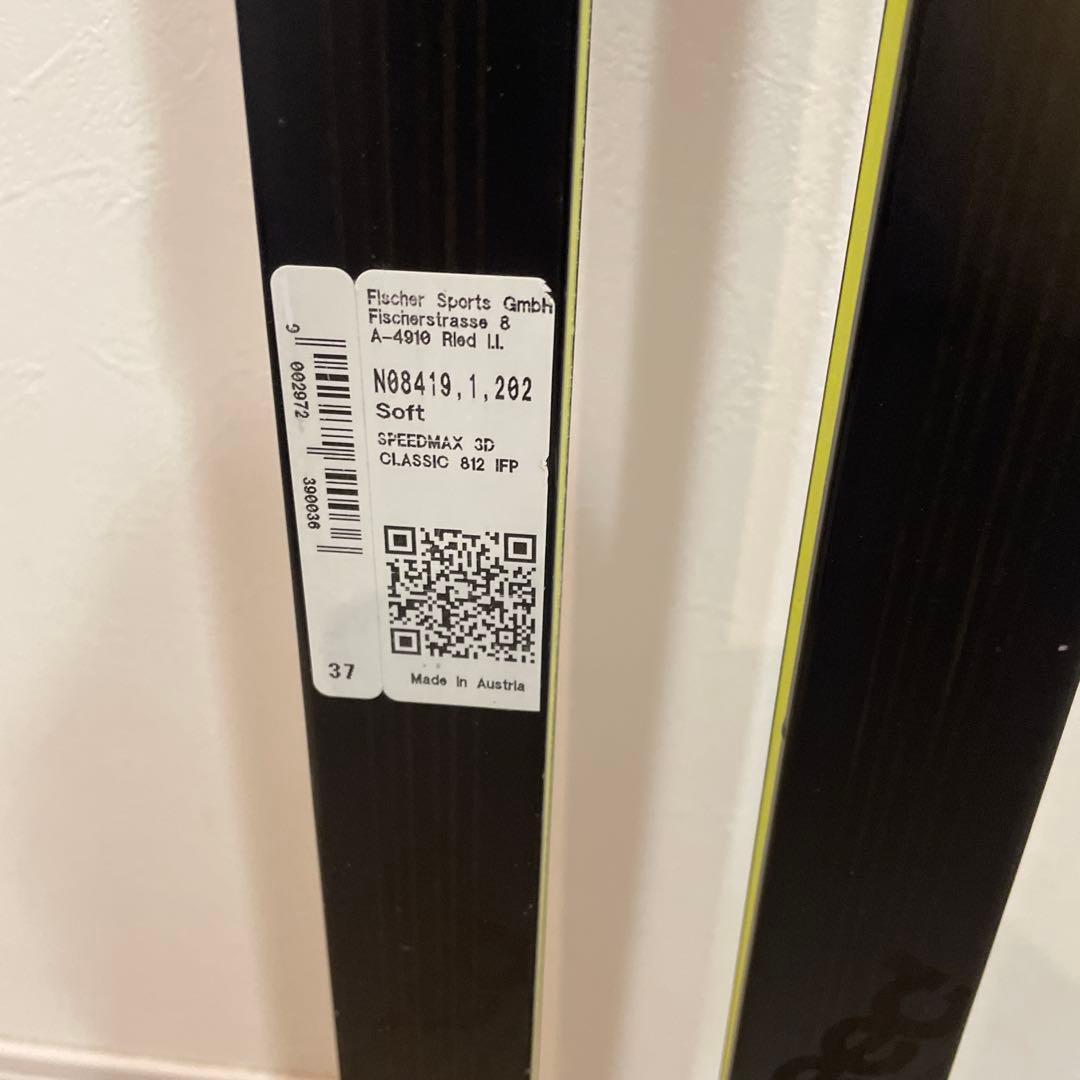 Fischer Sports GmbH
Fischerstrasse 8
A-4910 Ried I.I.
N08419,1,202
Soft
SPEEDMAX 3D
CLASSIC 812 IFP
Made in Austria
9 002972 390036
37